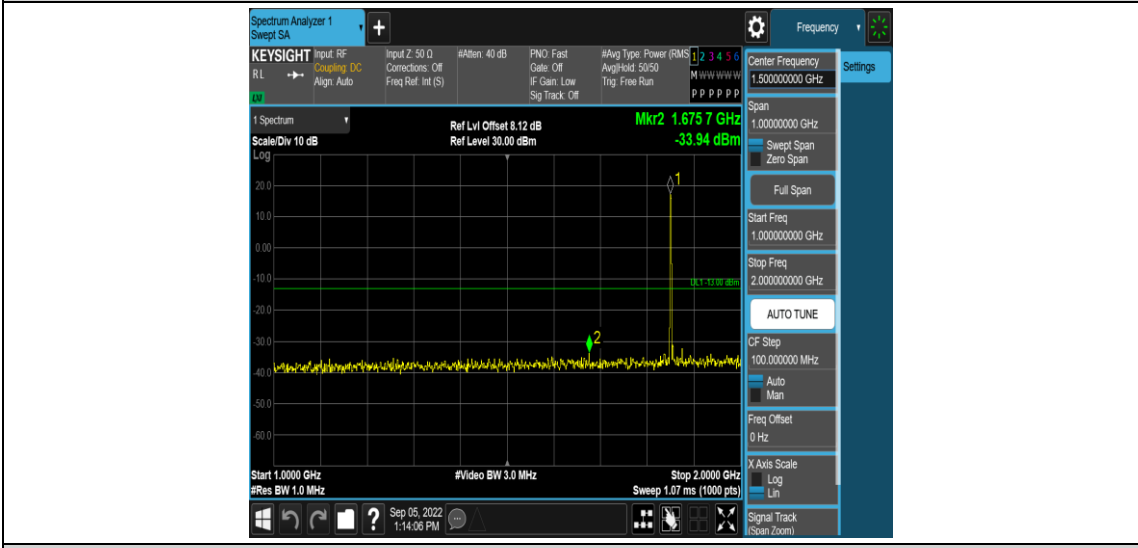 Spectrum Analyzer 1
Swept SA
+
Frequency
KEYSIGHT
RL
LM
Input: RF
Coupling: DC
Align: Auto
Input Z: 50 Ω
Corrections: Off
Freq Ref: Int (S)
#Atten: 40 dB
PNO: Fast
Gate: Off
IF Gain: Low
Sig Track: Off
#Avg Type: Power (RMS
Avg|Hold: 50/50
Trig: Free Run
1 2 3 4 5 6
M W W W W W
P P P P P P
1 Spectrum
Scale/Div 10 dB
Ref Lvl Offset 8.12 dB
Ref Level 30.00 dBm
Mkr2 1.675 7 GHz
-33.94 dBm
Log
20.0
10.0
0.00
-10.0
-20.0
-30.0
-40.0
-50.0
-60.0
1
DL1 -13.00 dBm
2
Start 1.0000 GHz
#Res BW 1.0 MHz
#Video BW 3.0 MHz
Stop 2.0000 GHz
Sweep 1.07 ms (1000 pts)
?
Sep 05, 2022
1:14:06 PM
Center Frequency
1.500000000 GHz
Settings
Span
1.00000000 GHz
Swept Span
Zero Span
Full Span
Start Freq
1.000000000 GHz
Stop Freq
2.000000000 GHz
AUTO TUNE
CF Step
100.000000 MHz
Auto
Man
Freq Offset
0 Hz
X Axis Scale
Log
Lin
Signal Track
(Span Zoom)